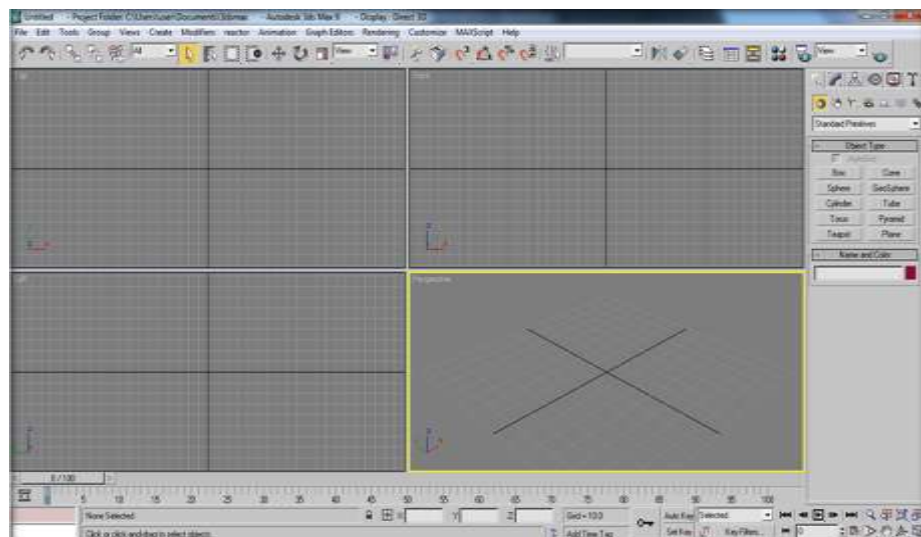 Untitled - Project Folder: C:\Users\user\Documents\3dsmax - Autodesk 3ds Max 9 - Display : Direct 3D
File Edit Tools Group Views Create Modifiers reactor Animation Graph Editors Rendering Customize MAXScript Help
All View View
Top Front
Standard Primitives
- Object Type
AutoGrid
Box Cone
Sphere GeoSphere
Cylinder Tube
Torus Pyramid
Teapot Plane
- Name and Color
Left Perspective
0 / 100
0 5 10 15 20 25 30 35 40 45 50 55 60 65 70 75 80 85 90 95 100
None Selected X Y Z Grid = 10.0 Auto Key Selected
Click or click-and-drag to select objects Add Time Tag Set Key Key Filters... 0